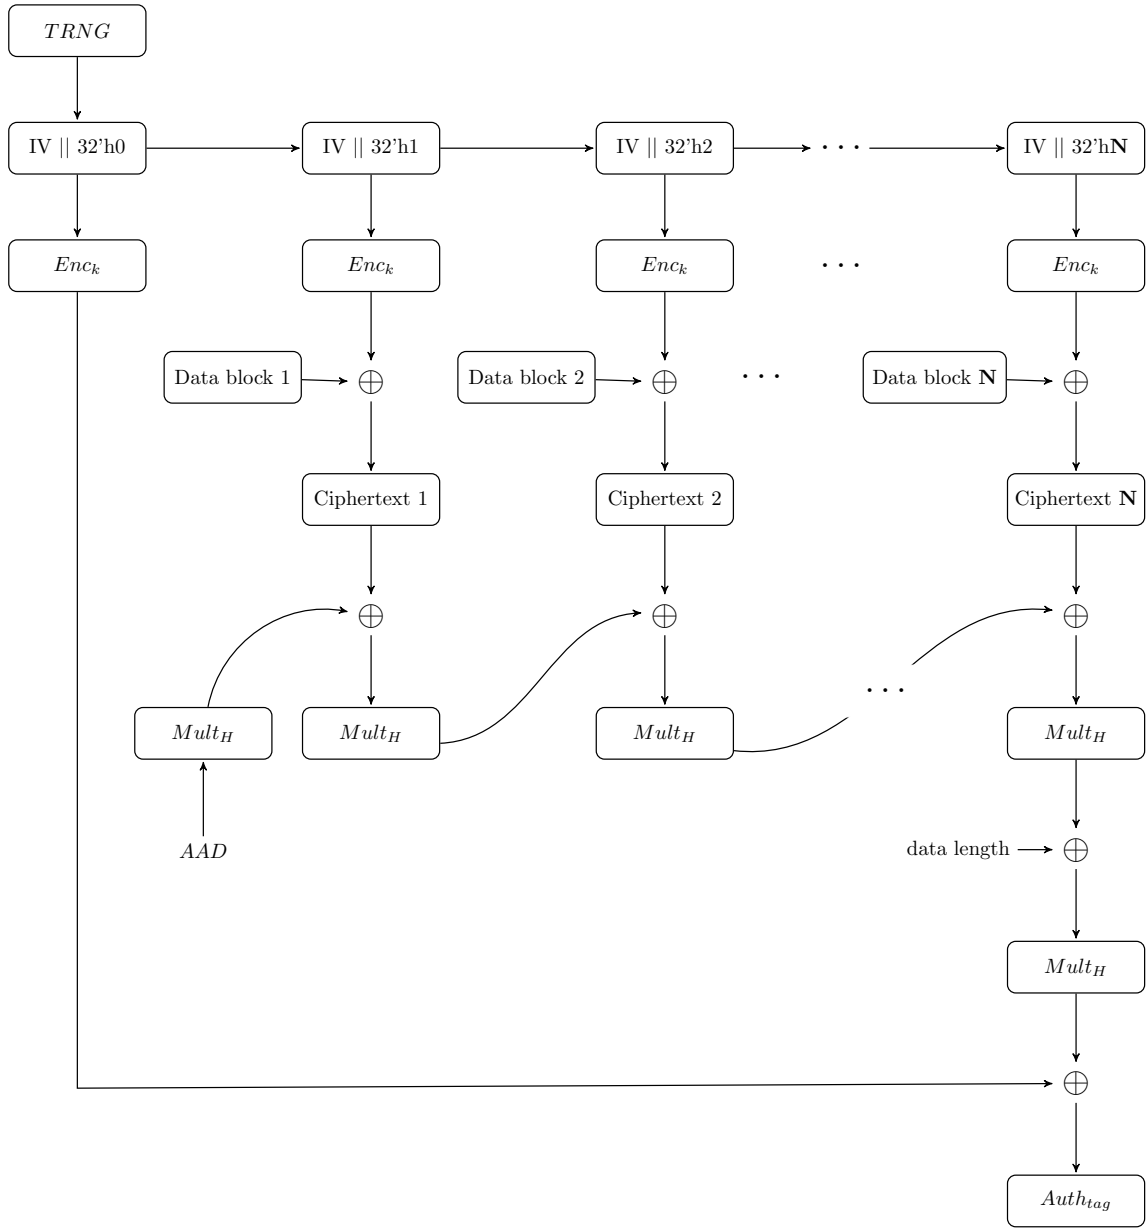 TRNG
IV || 32'h0
IV || 32'h1
IV || 32'h2
· · ·
IV || 32'hN
Enc_k
Enc_k
Enc_k
· · ·
Enc_k
Data block 1
Data block 2
· · ·
Data block N
Ciphertext 1
Ciphertext 2
Ciphertext N
· · ·
Mult_H
Mult_H
Mult_H
Mult_H
AAD
data length
Mult_H
Auth_tag